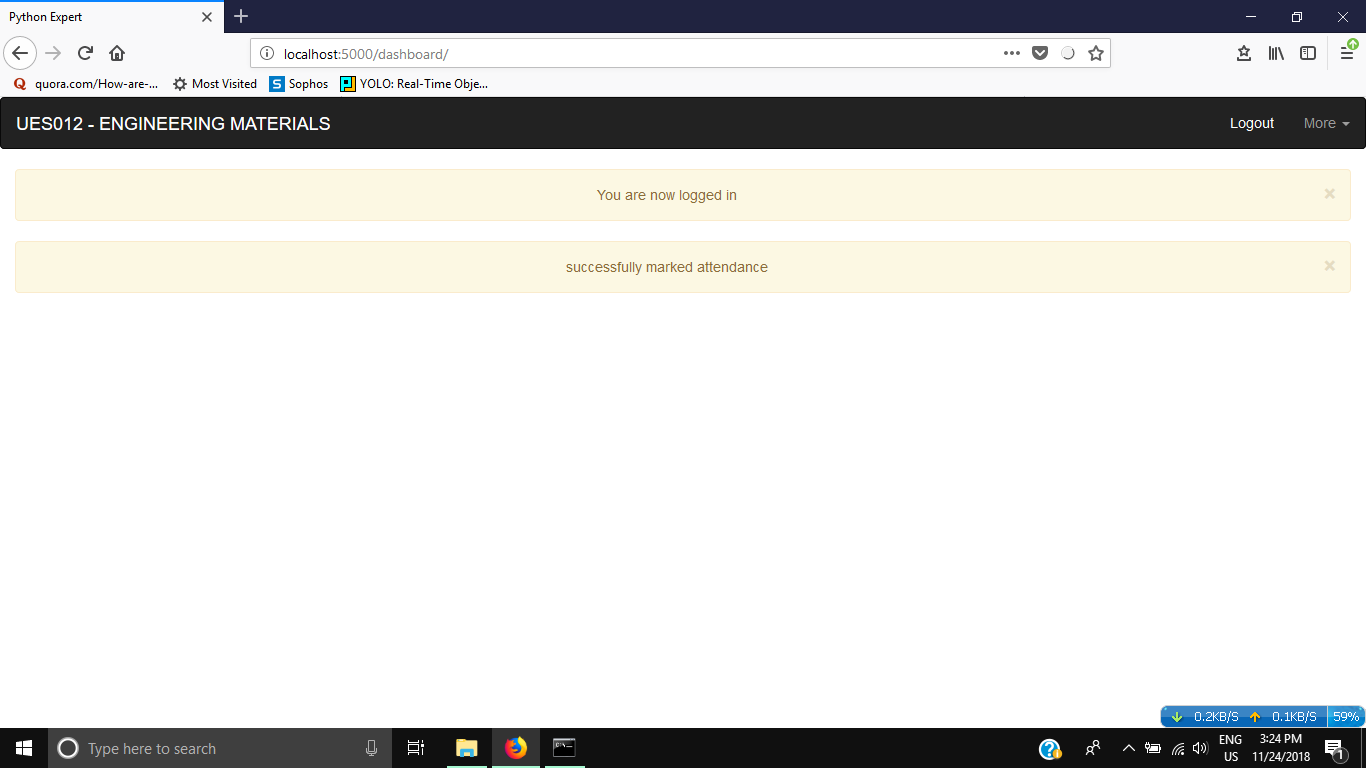 Python Expert
localhost:5000/dashboard/
quora.com/How-are-... Most Visited Sophos YOLO: Real-Time Obje...
UES012 - ENGINEERING MATERIALS Logout More
You are now logged in ×
successfully marked attendance ×
0.2KB/S 0.1KB/S 59%
Type here to search
ENG 3:24 PM
US 11/24/2018 1